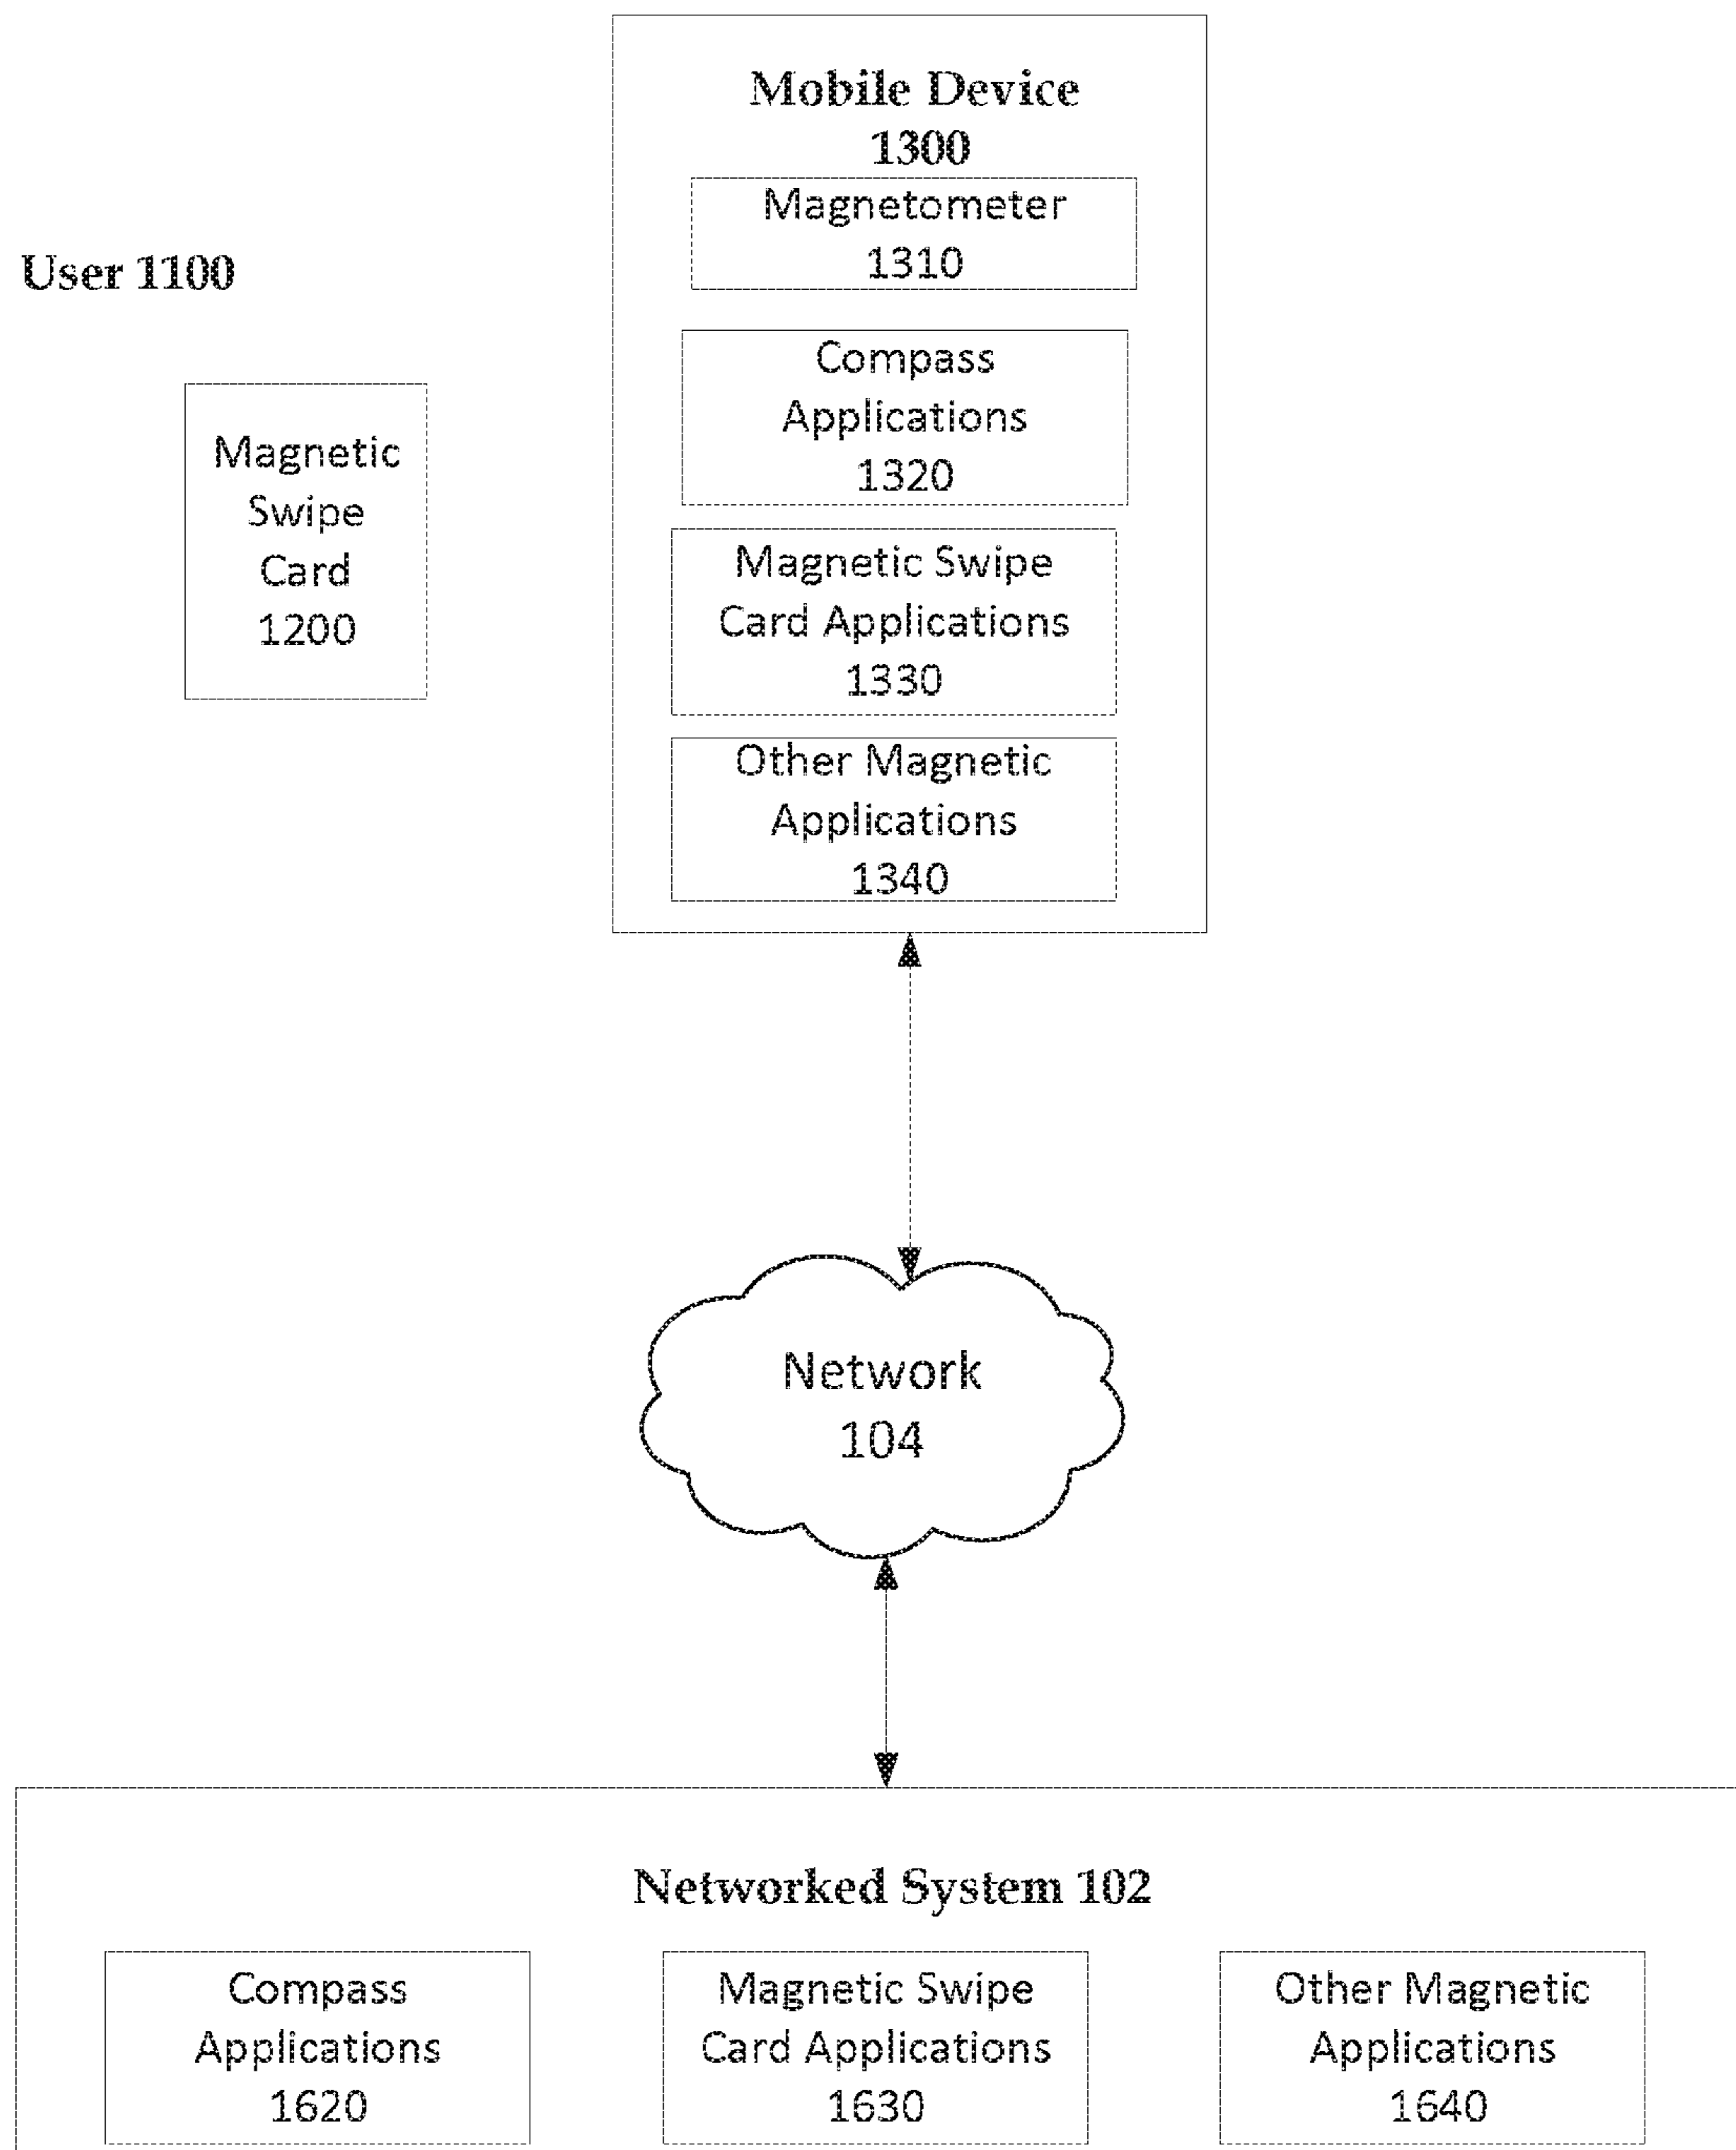 Mobile Device
1300
Magnetometer
1310
User 1100
Compass
Applications
1320
Magnetic
Swipe
Card
1200
Magnetic Swipe
Card Applications
1330
Other Magnetic
Applications
1340
Network
104
Networked System 102
Compass
Applications
1620
Magnetic Swipe
Card Applications
1630
Other Magnetic
Applications
1640